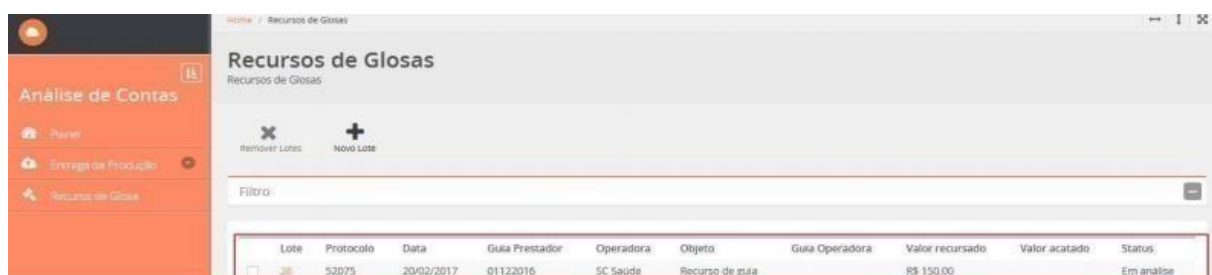 Home / Recursos de Glosas
Recursos de Glosas
Recursos de Glosas
Análise de Contas
Painel
Entrega de Produção
Recurso de Glosa
Remover Lotes Novo Lote
Filtro
Lote Protocolo Data Guia Prestador Operadora Objeto Guia Operadora Valor recursado Valor acatado Status
38 52075 20/02/2017 01122016 SC Saúde Recurso de guia R$ 150,00 Em analise